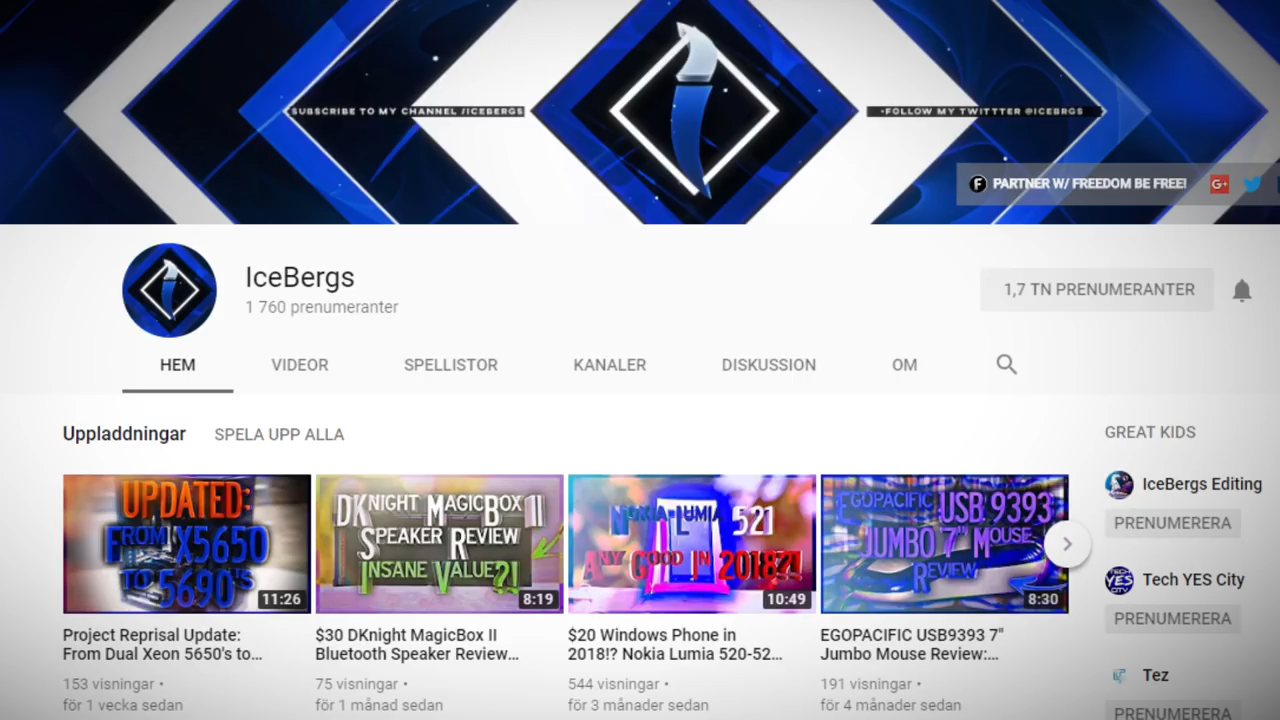 SUBSCRIBE TO MY CHANNEL /ICEBERGS
-FOLLOW MY TWITTTER @ICEBRGS
PARTNER W/ FREEDOM BE FREE!
G+
IceBergs
1 760 prenumeranter
1,7 TN PRENUMERANTER
HEM
VIDEOR
SPELLISTOR
KANALER
DISKUSSION
OM
Uppladdningar
SPELA UPP ALLA
UPDATED:
FROM X5650
TO 5690'S
11:26
Project Reprisal Update:
From Dual Xeon 5650's to...
153 visningar •
för 1 vecka sedan
DKNIGHT MAGICBOX II
SPEAKER REVIEW
INSANE VALUE?!
8:19
$30 DKnight MagicBox II
Bluetooth Speaker Review...
75 visningar •
för 1 månad sedan
NOKIA LUMIA 521
ANY GOOD IN 2018?!
10:49
$20 Windows Phone in
2018!? Nokia Lumia 520-52...
544 visningar •
för 3 månader sedan
EGOPACIFIC USB 9393
JUMBO 7" MOUSE
REVIEW
8:30
EGOPACIFIC USB9393 7"
Jumbo Mouse Review:...
191 visningar •
för 4 månader sedan
GREAT KIDS
IceBergs Editing
PRENUMERERA
TECH
YES
CITY
Tech YES City
PRENUMERERA
Tez
PRENUMERERA